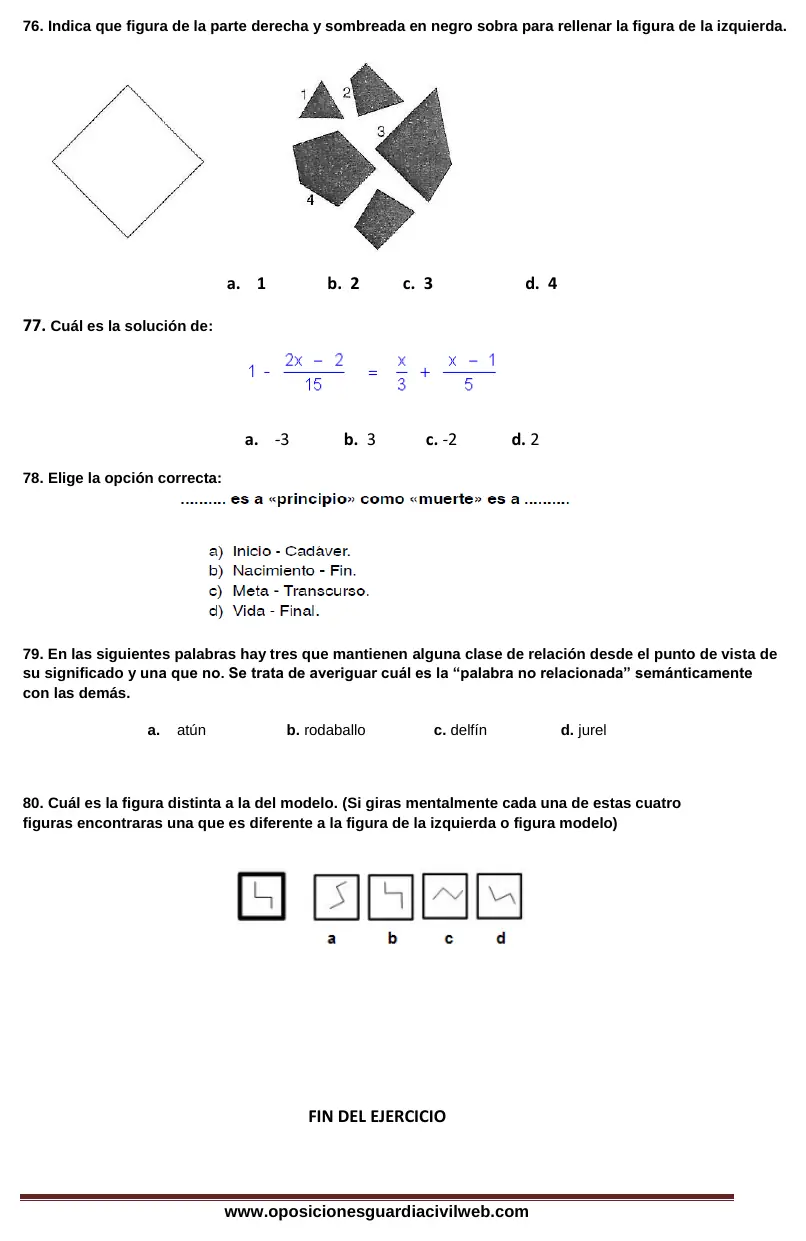 76. Indica que figura de la parte derecha y sombreada en negro sobra para rellenar la figura de la izquierda.
1
2
3
4
a. 1 b. 2 c. 3 d. 4
77. Cuál es la solución de:
1 - (2x – 2)/15 = x/3 + (x – 1)/5
a. -3 b. 3 c. -2 d. 2
78. Elige la opción correcta:
.......... es a «principio» como «muerte» es a ..........
a) Inicio - Cadáver.
b) Nacimiento - Fin.
c) Meta - Transcurso.
d) Vida - Final.
79. En las siguientes palabras hay tres que mantienen alguna clase de relación desde el punto de vista de
su significado y una que no. Se trata de averiguar cuál es la “palabra no relacionada” semánticamente
con las demás.
a. atún b. rodaballo c. delfín d. jurel
80. Cuál es la figura distinta a la del modelo. (Si giras mentalmente cada una de estas cuatro
figuras encontraras una que es diferente a la figura de la izquierda o figura modelo)
a b c d
FIN DEL EJERCICIO
www.oposicionesguardiacivilweb.com